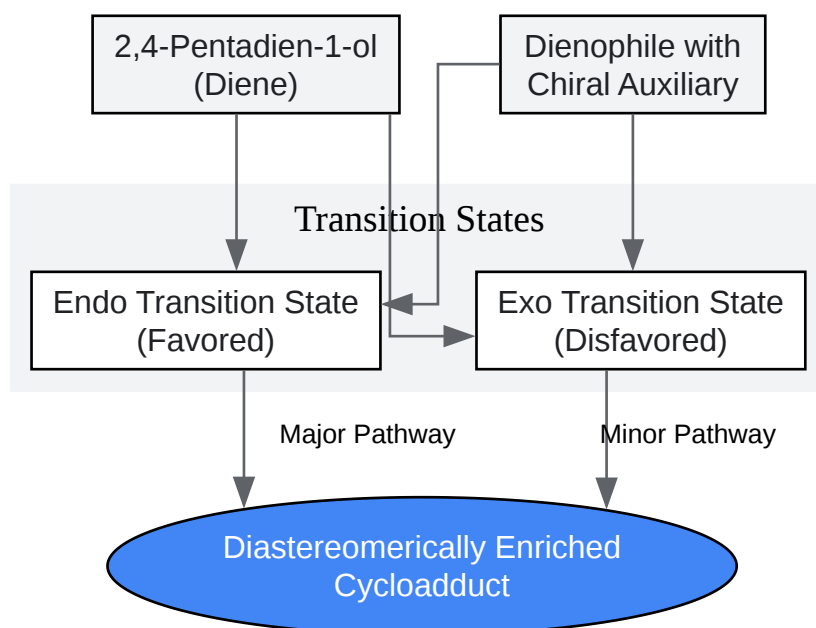 2,4-Pentadien-1-ol
(Diene)
Dienophile with
Chiral Auxiliary
Transition States
Endo Transition State
(Favored)
Exo Transition State
(Disfavored)
Major Pathway
Minor Pathway
Diastereomerically Enriched
Cycloadduct